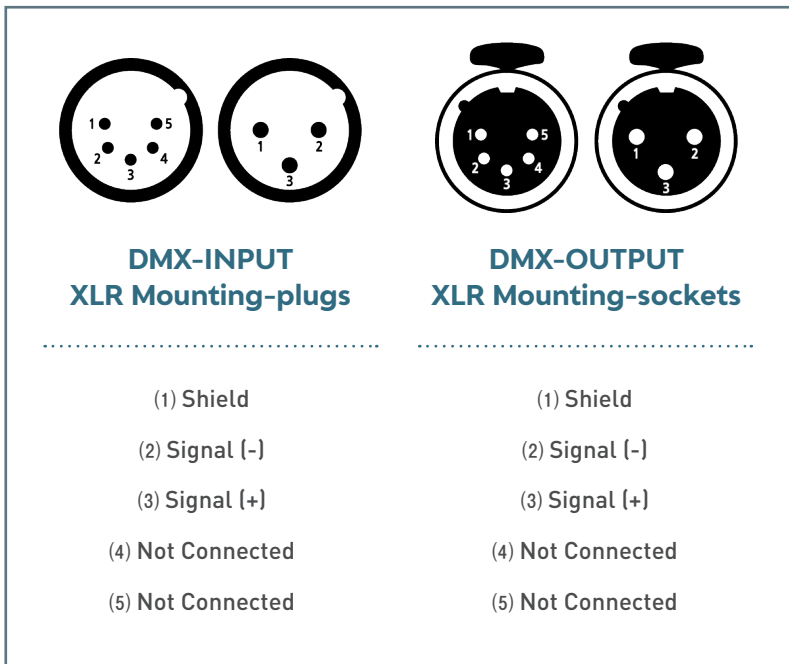 1 5
2 4
3
1 2
3
1 5
2 4
3
1 2
3
DMX-INPUT
XLR Mounting-plugs
(1) Shield
(2) Signal (-)
(3) Signal (+)
(4) Not Connected
(5) Not Connected
DMX-OUTPUT
XLR Mounting-sockets
(1) Shield
(2) Signal (-)
(3) Signal (+)
(4) Not Connected
(5) Not Connected